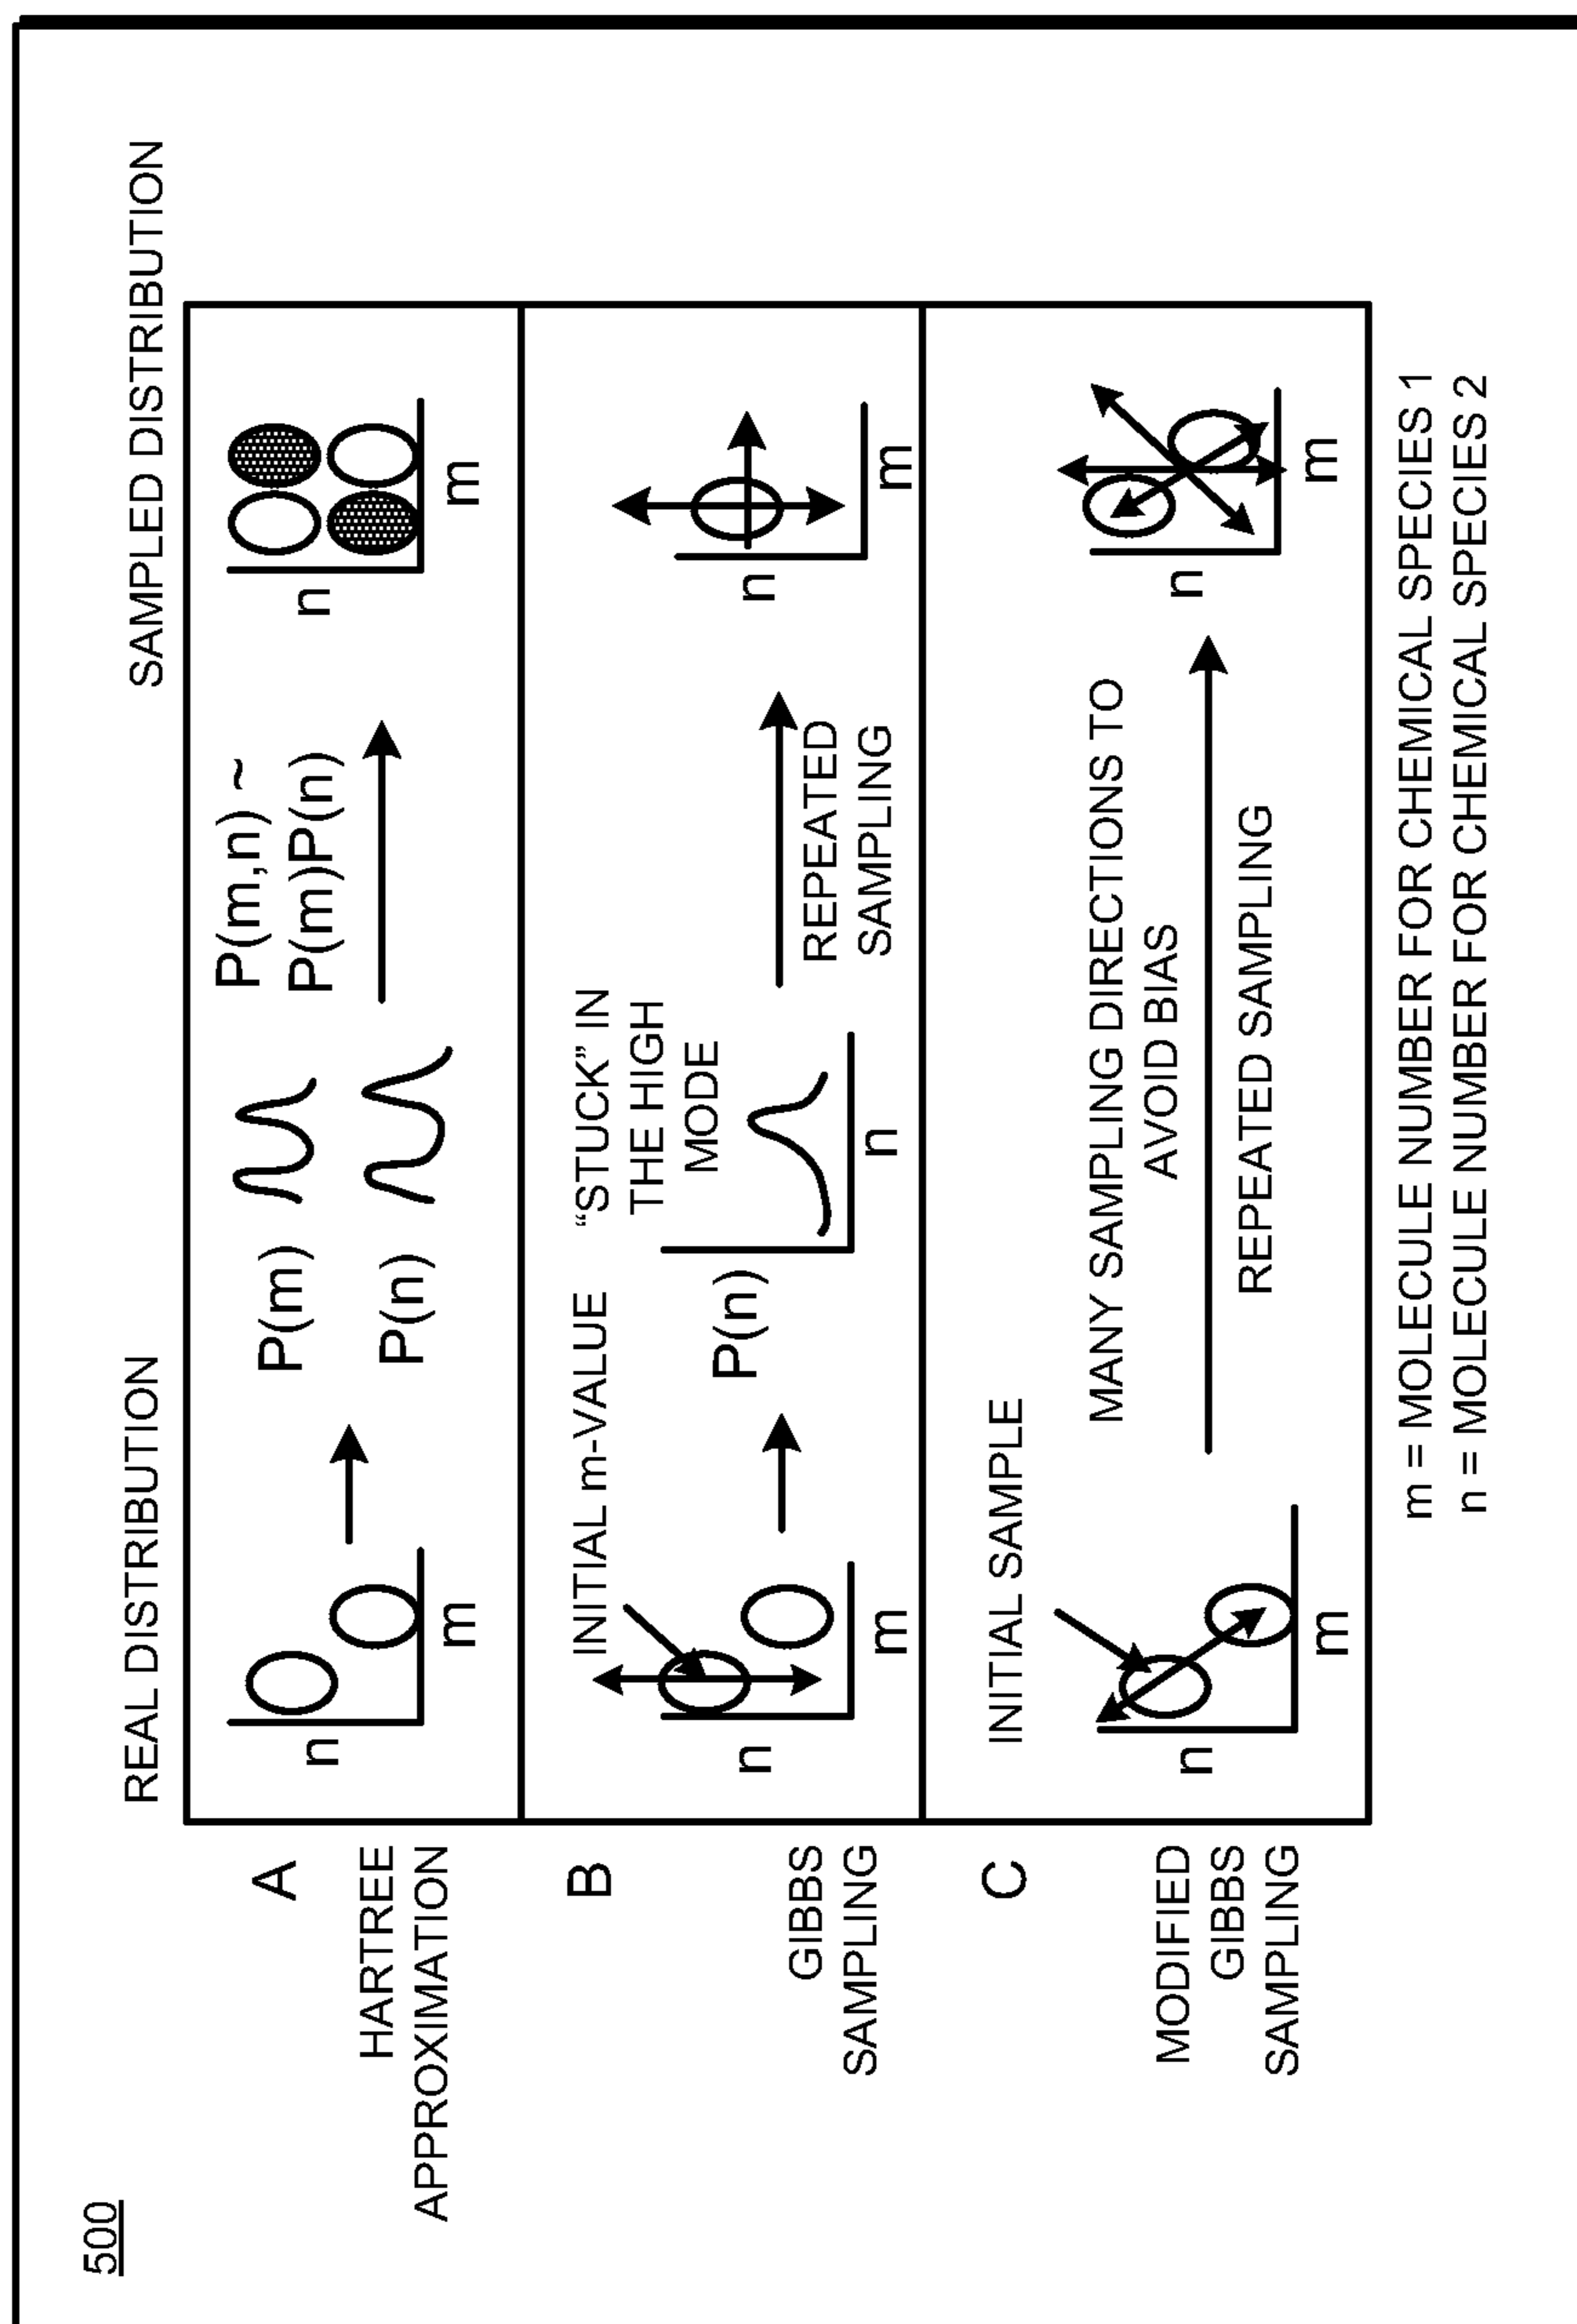 500
REAL DISTRIBUTION
SAMPLED DISTRIBUTION
A
HARTREE
APPROXIMATION
n
m
P(m)
P(n)
P(m,n) ~
P(m)P(n)
n
m
B
GIBBS
SAMPLING
INITIAL m-VALUE
n
m
"STUCK" IN
THE HIGH
MODE
P(n)
n
REPEATED
SAMPLING
n
m
C
MODIFIED
GIBBS
SAMPLING
INITIAL SAMPLE
n
m
MANY SAMPLING DIRECTIONS TO
AVOID BIAS
REPEATED SAMPLING
n
m
m = MOLECULE NUMBER FOR CHEMICAL SPECIES 1
n = MOLECULE NUMBER FOR CHEMICAL SPECIES 2